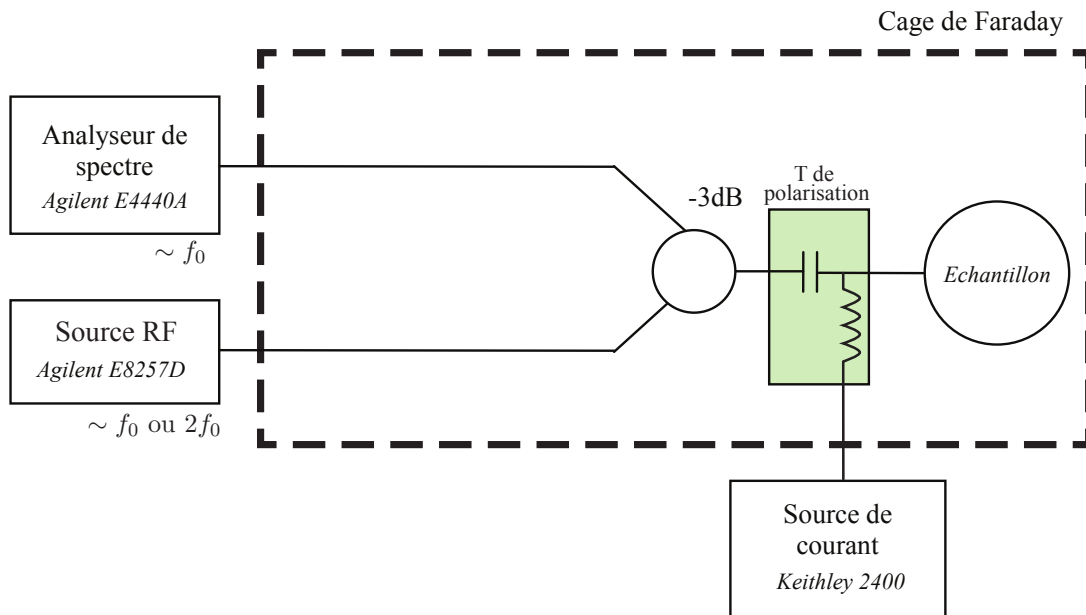 Cage de Faraday
Analyseur de
spectre
Agilent E4440A
∼ f₀
-3dB
T de
polarisation
Echantillon
Source RF
Agilent E8257D
∼ f₀ ou 2f₀
Source de
courant
Keithley 2400